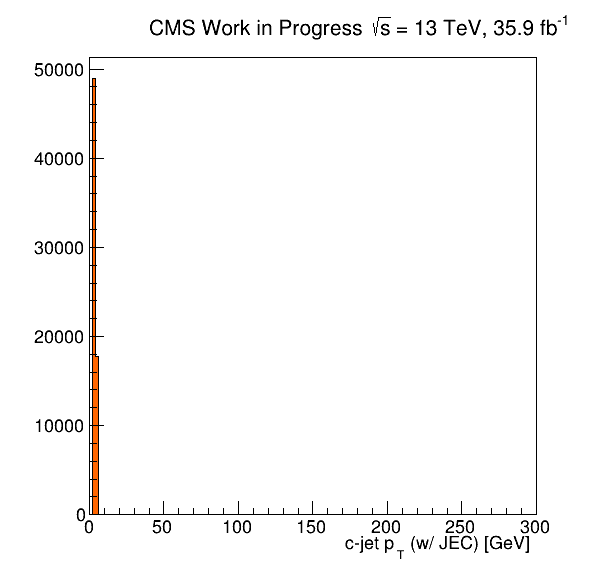 CMS Work in Progress √s = 13 TeV, 35.9 fb⁻¹
50000
40000
30000
20000
10000
0
0 50 100 150 200 250 300
c-jet p_T (w/ JEC) [GeV]